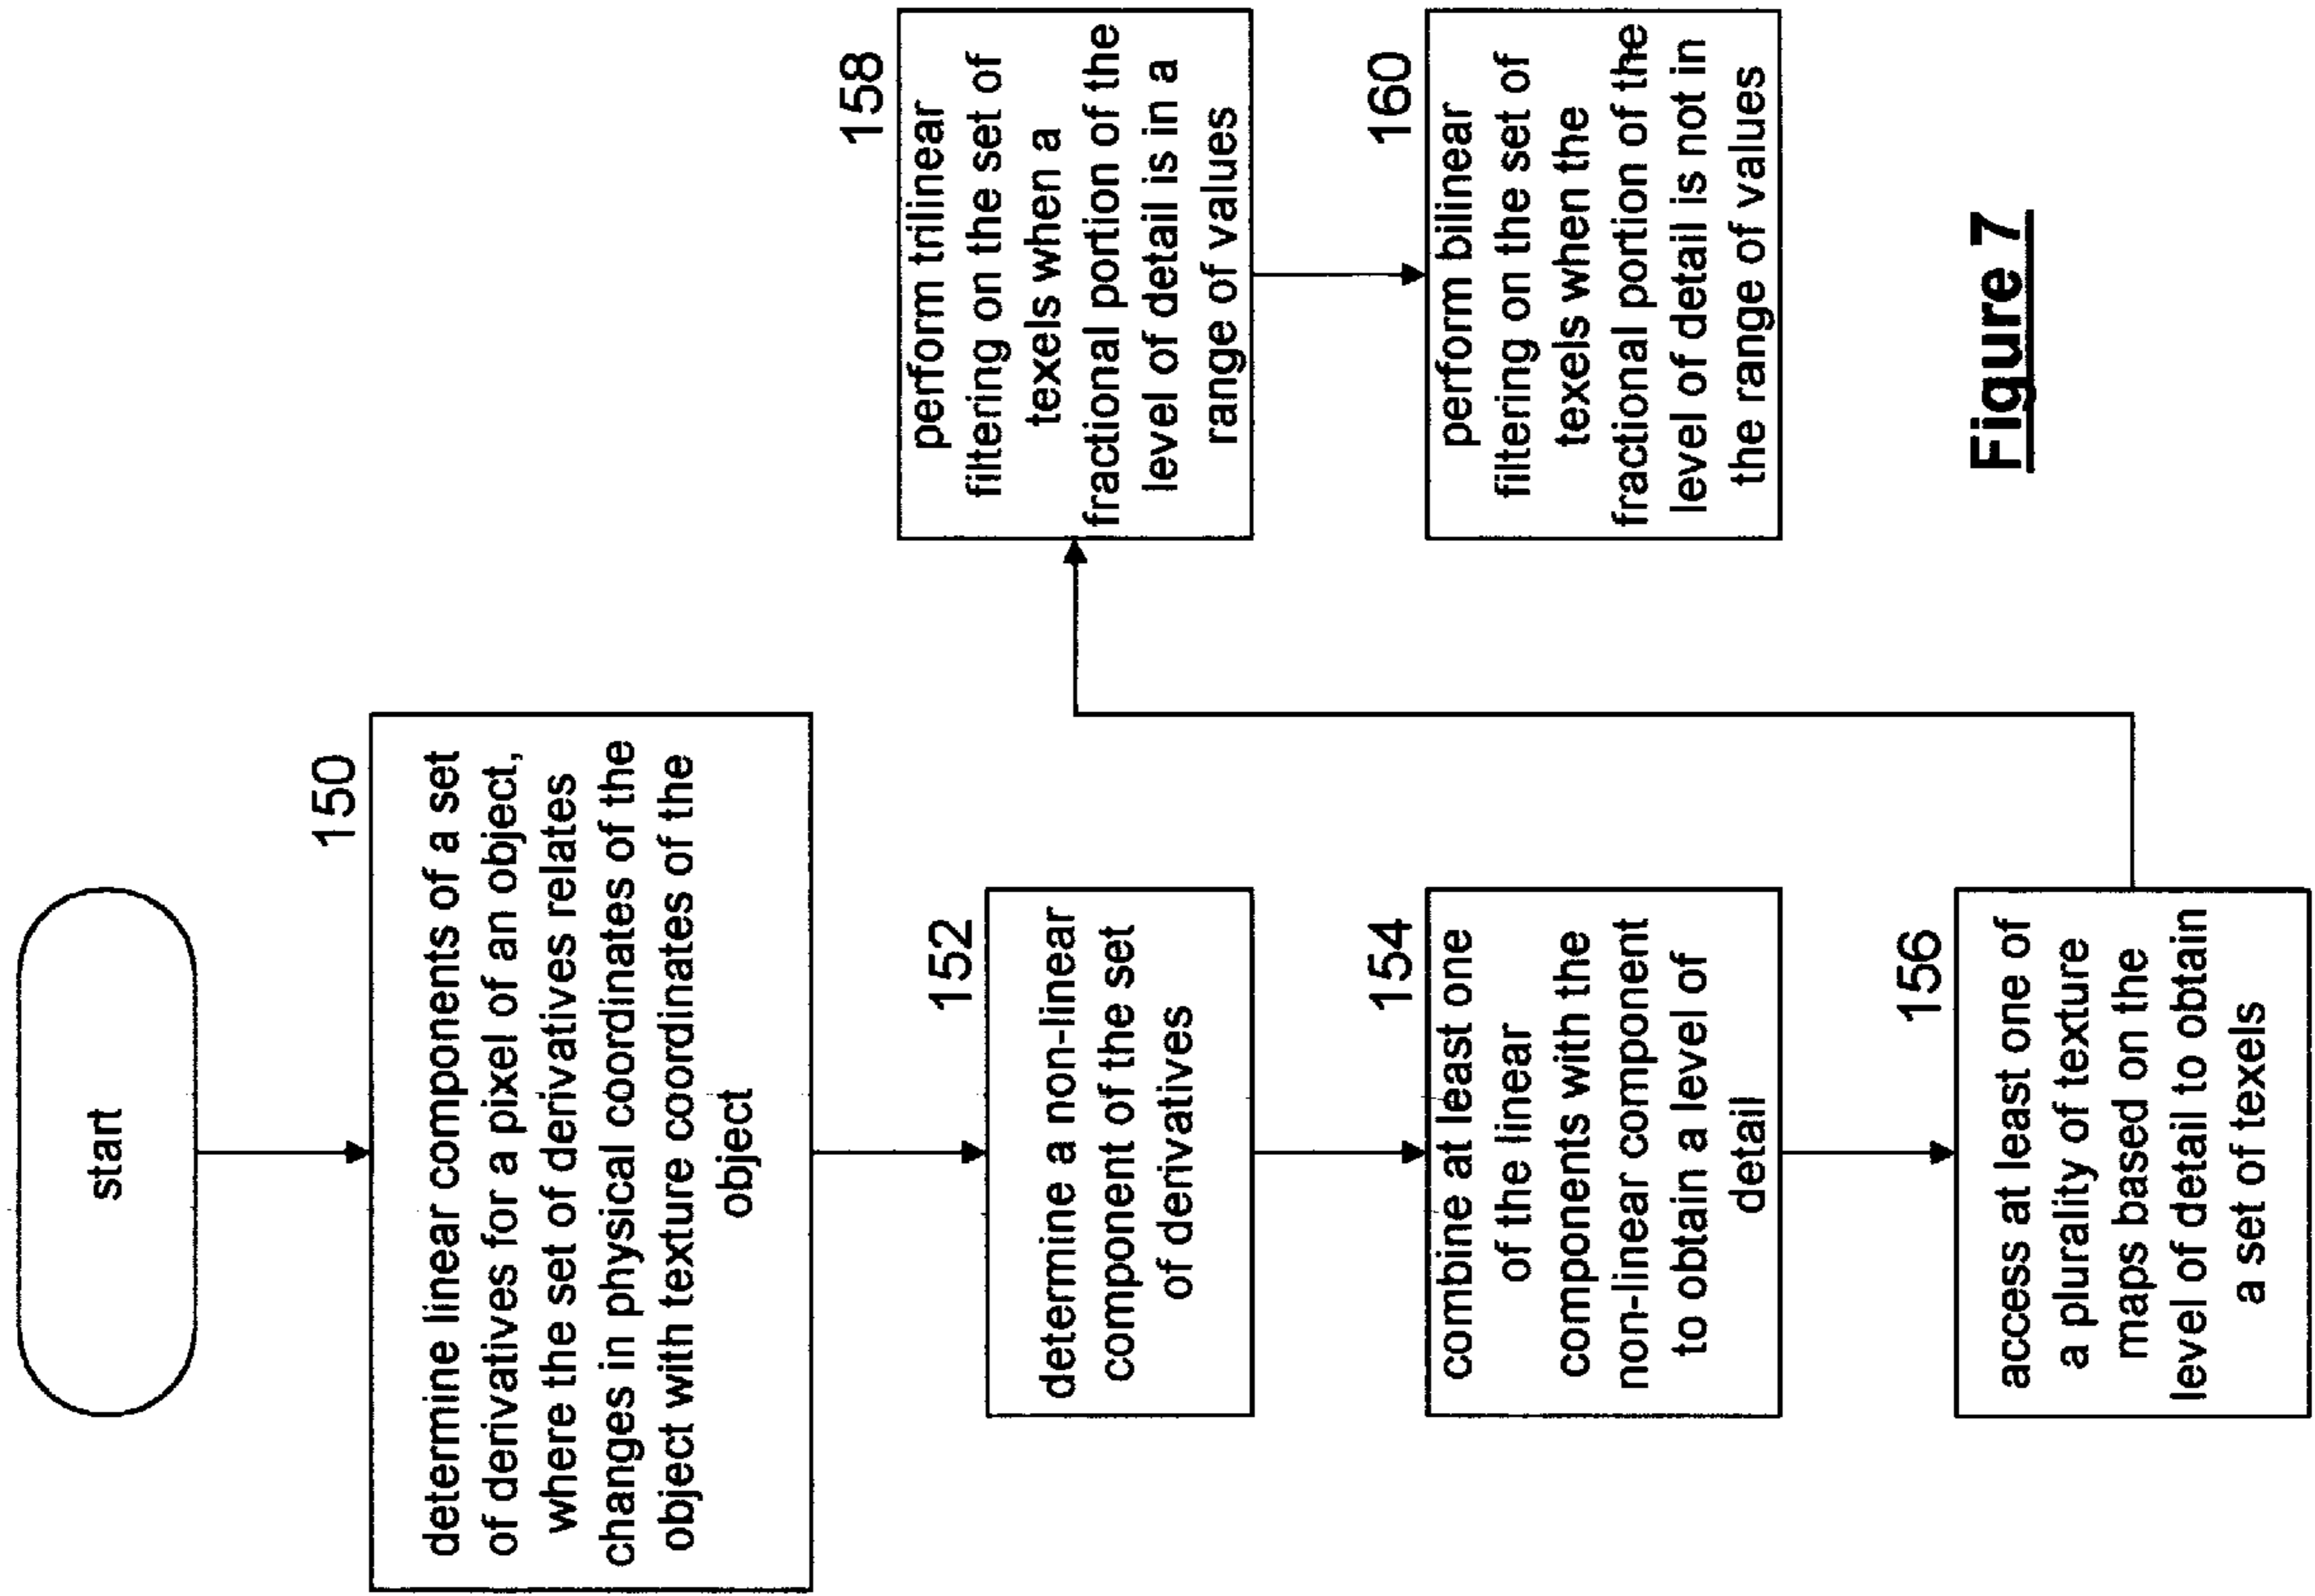 start
150
determine linear components of a set
of derivatives for a pixel of an object,
where the set of derivatives relates
changes in physical coordinates of the
object with texture coordinates of the
object
152
determine a non-linear
component of the set
of derivatives
154
combine at least one
of the linear
components with the
non-linear component
to obtain a level of
detail
156
access at least one of
a plurality of texture
maps based on the
level of detail to obtain
a set of texels
158
perform trilinear
filtering on the set of
texels when a
fractional portion of the
level of detail is in a
range of values
160
perform bilinear
filtering on the set of
texels when the
fractional portion of the
level of detail is not in
the range of values
Figure 7